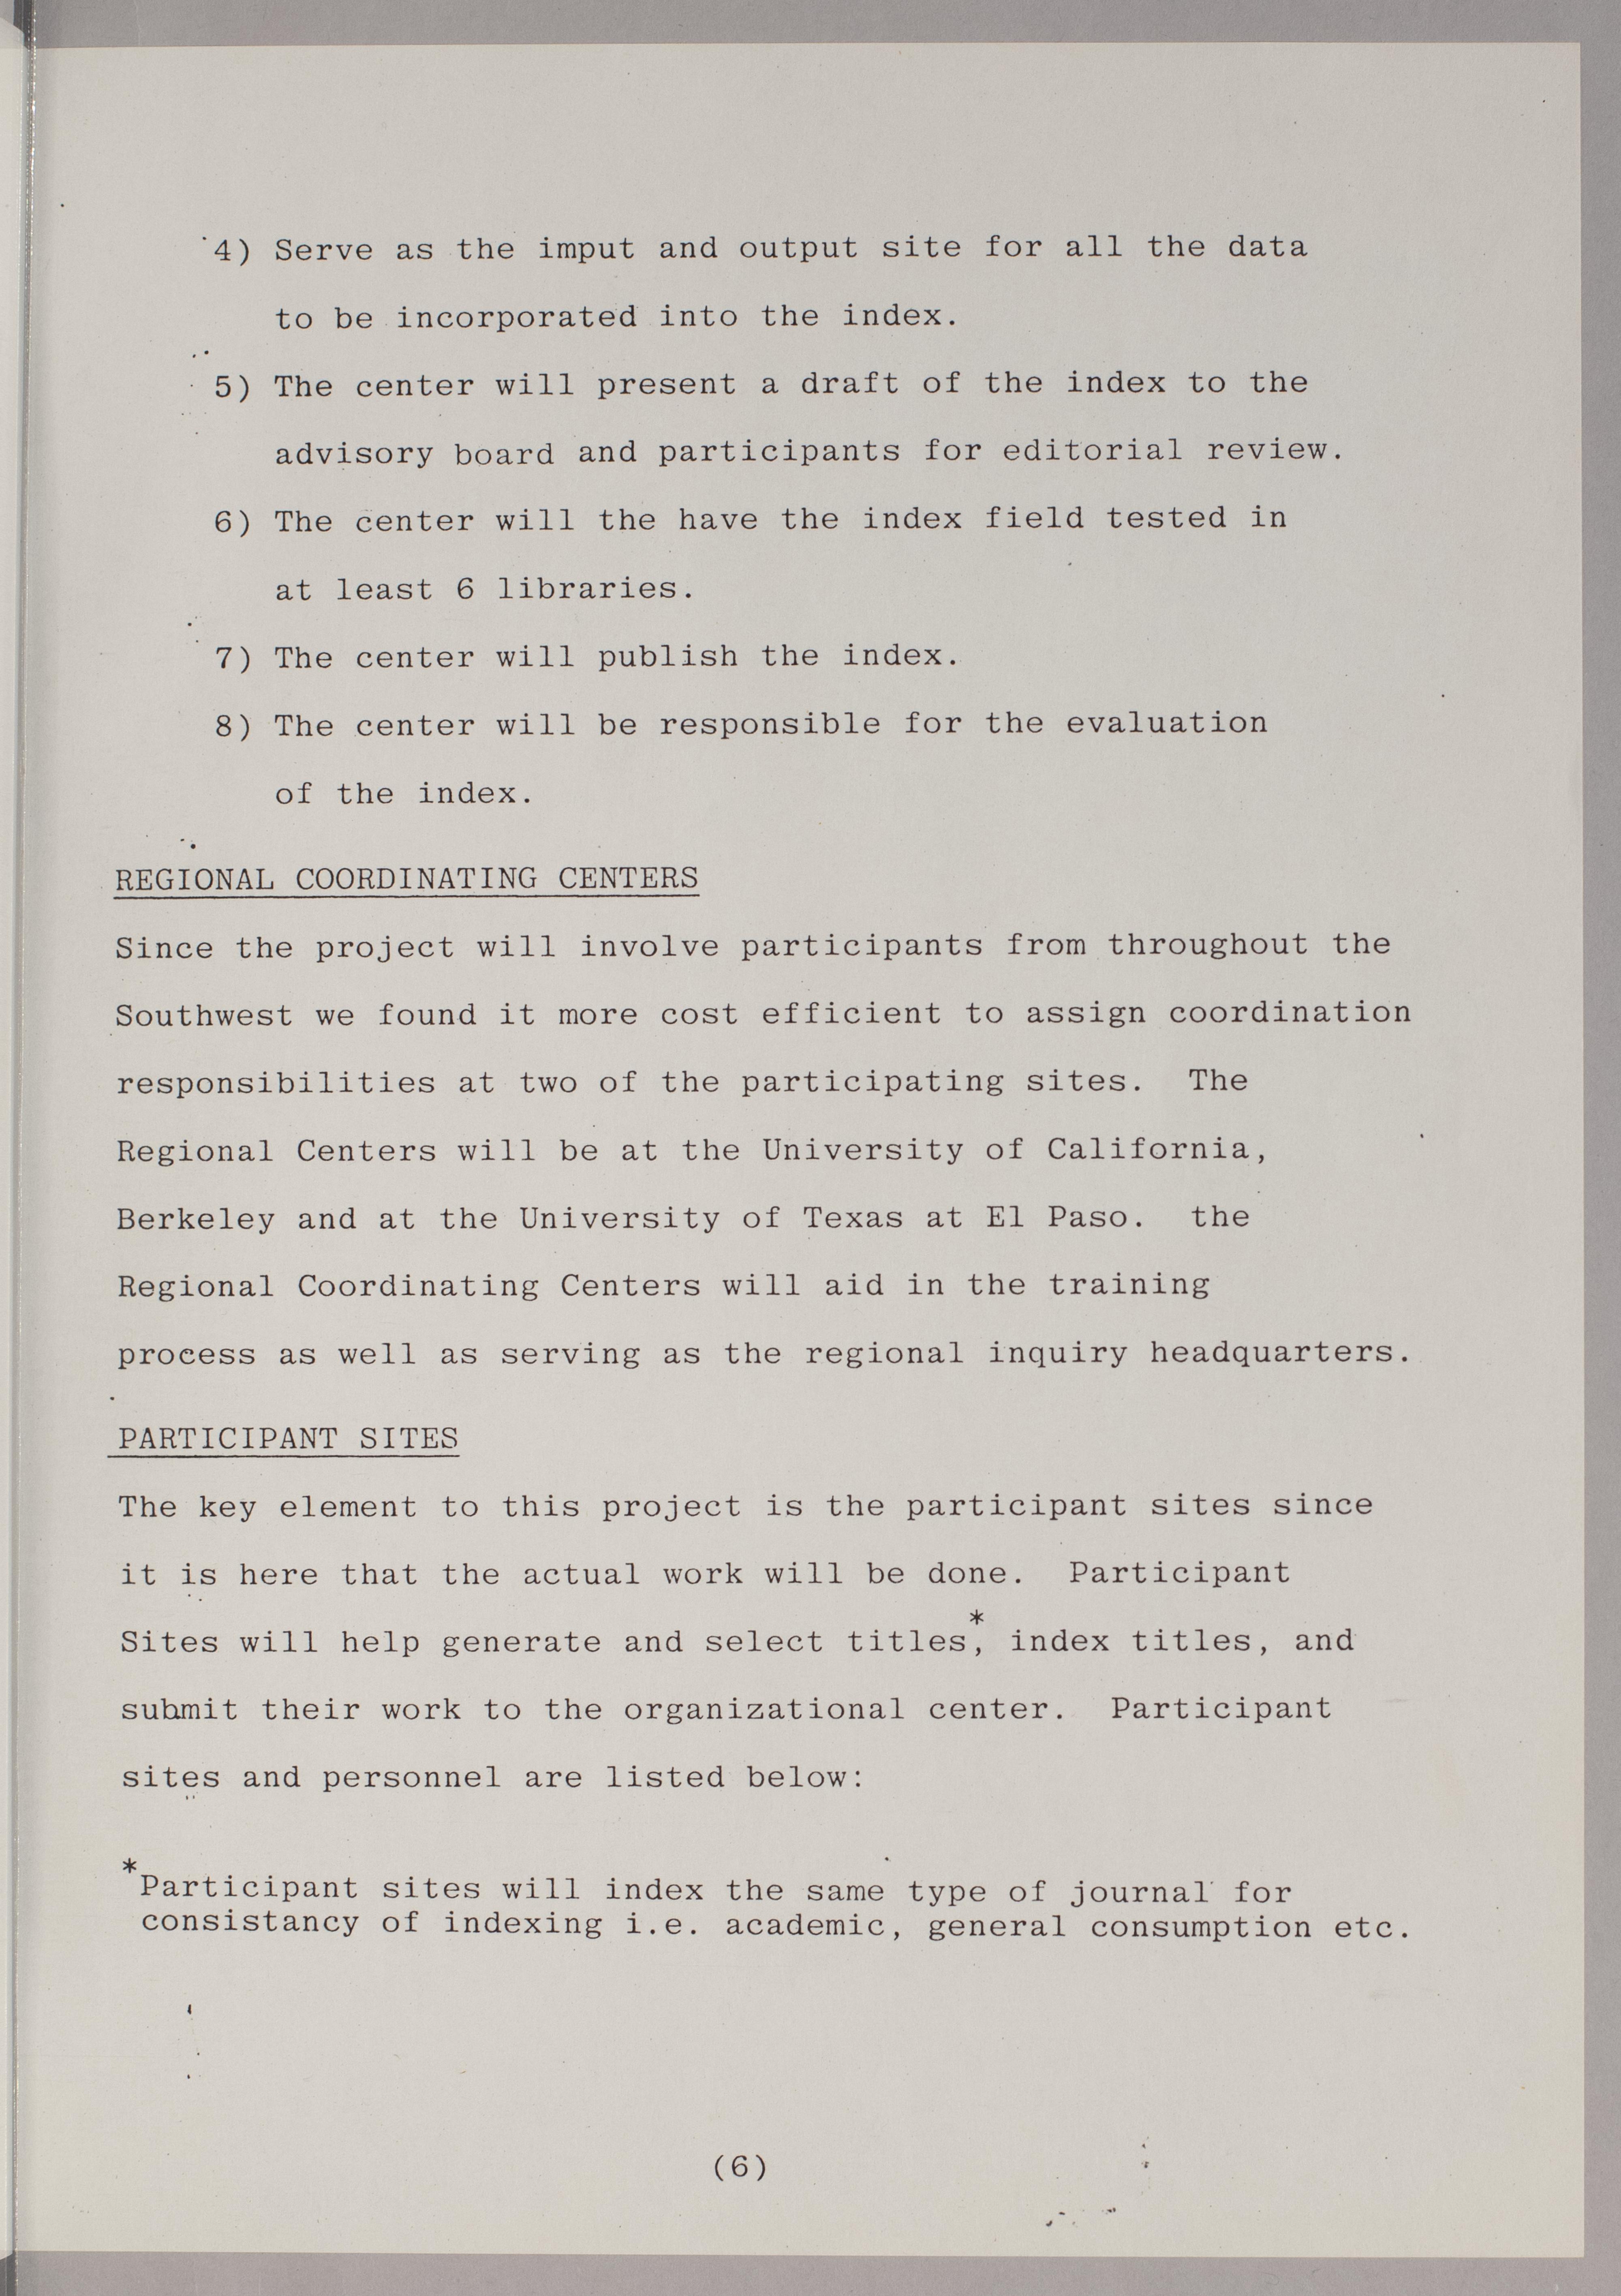 4) Serve as the imput and output site for all the data
to be incorporated into the index.
5) The center will present a draft of the index to the
advisory board and participants for editorial review.
6) The center will the have the index field tested in
at least 6 libraries.
7) The center will publish the index.
8) The center will be responsible for the evaluation
of the index.
REGIONAL COORDINATING CENTERS
Since the project will involve participants from throughout the
Southwest we found it more cost efficient to assign coordination
responsibilities at two of the participating sites. The
Regional Centers will be at the University of California,
Berkeley and at the University of Texas at El Paso. the
Regional Coordinating Centers will aid in the training
process as well as serving as the regional inquiry headquarters.
PARTICIPANT SITES
The key element to this project is the participant sites since
it is here that the actual work will be done. Participant
Sites will help generate and select titles,* index titles, and
submit their work to the organizational center. Participant
sites and personnel are listed below:
*Participant sites will index the same type of journal for
consistancy of indexing i.e. academic, general consumption etc.
(6)